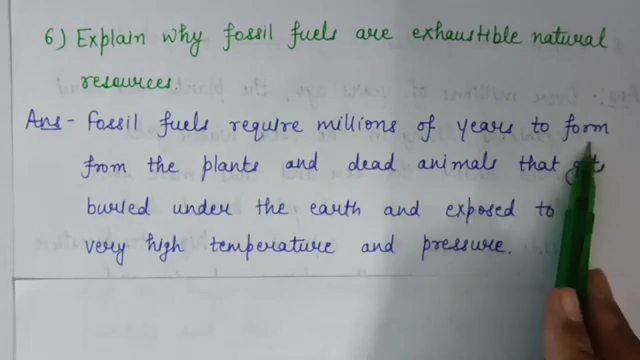 6) Explain why fossil fuels are exhaustible natural
resources
Ans - Fossil fuels require millions of years to form
from the plants and dead animals that get
buried under the earth and exposed to
very high temperature and pressure.